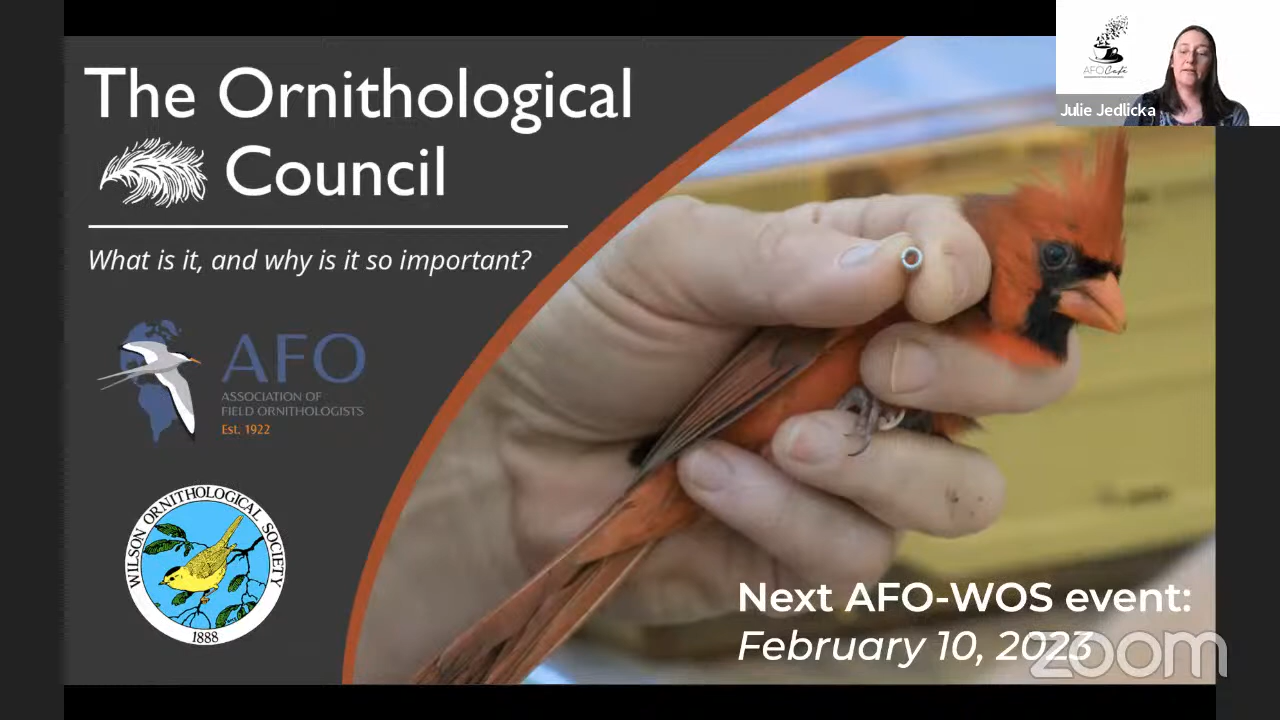 The Ornithological
Council
What is it, and why is it so important?
AFO
ASSOCIATION OF
FIELD ORNITHOLOGISTS
Est. 1922
WILSON ORNITHOLOGICAL SOCIETY
1888
AFO Cafe
Julie Jedlicka
Next AFO-WOS event:
February 10, 2023
zoom